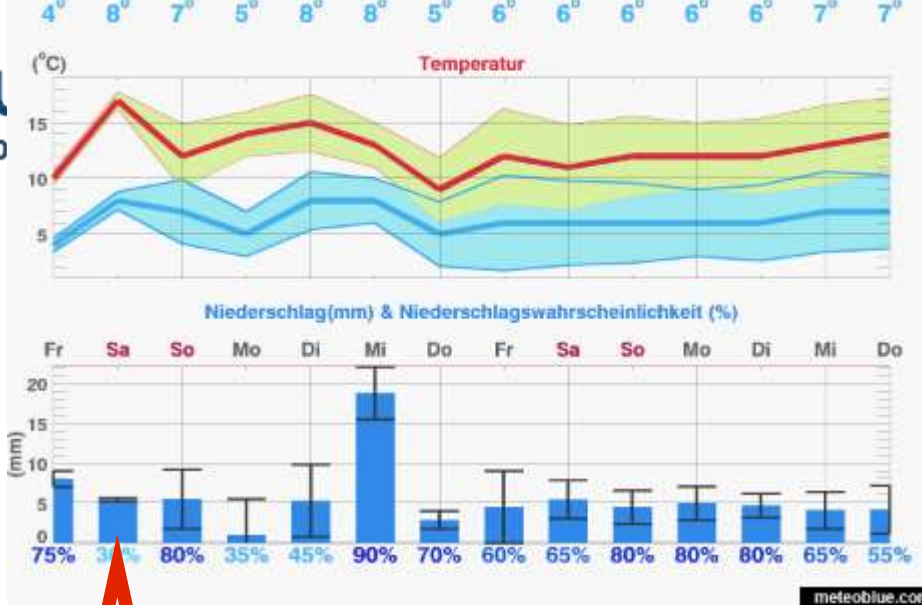 4° 8° 7° 5° 8° 8° 5° 6° 6° 6° 6° 6° 7° 7°
(°C) Temperatur
15
10
5
Niederschlag(mm) & Niederschlagswahrscheinlichkeit (%)
Fr Sa So Mo Di Mi Do Fr Sa So Mo Di Mi Do
20
15
10
5
0
(mm)
75% 80% 35% 45% 90% 70% 60% 65% 80% 80% 80% 65% 55%